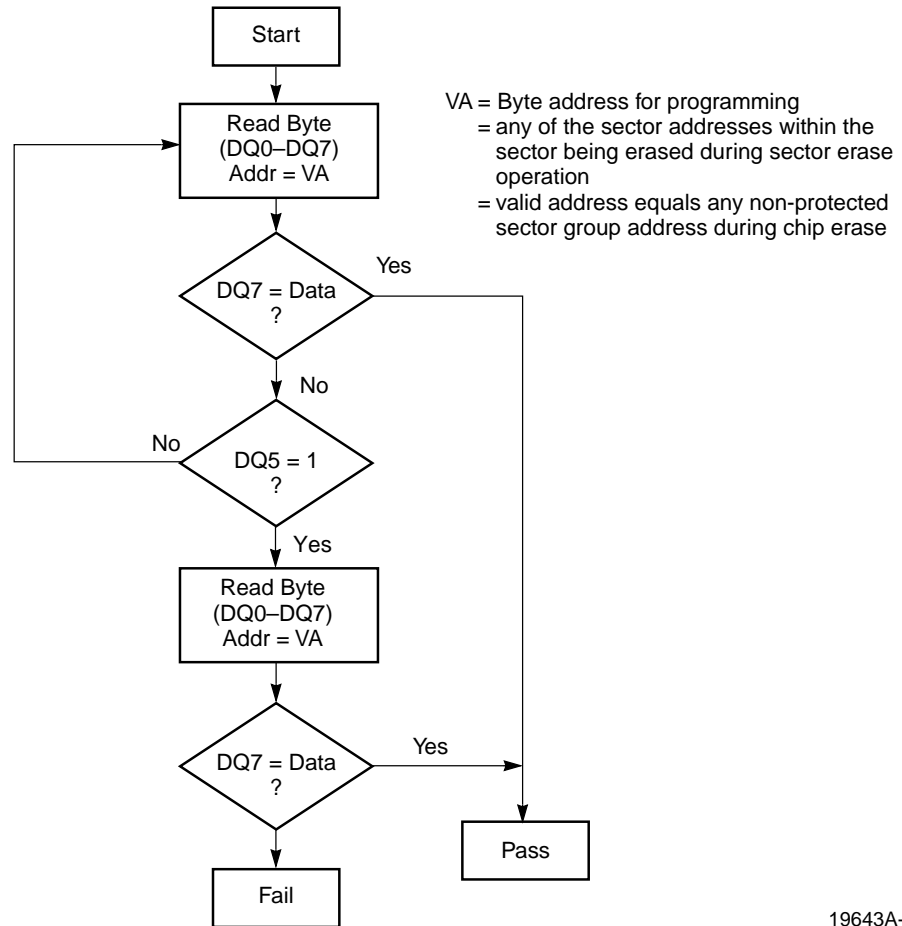 Start
Read Byte
(DQ0–DQ7)
Addr = VA
VA = Byte address for programming
= any of the sector addresses within the
sector being erased during sector erase
operation
= valid address equals any non-protected
sector group address during chip erase
DQ7 = Data
?
Yes
No
DQ5 = 1
?
No
Yes
Read Byte
(DQ0–DQ7)
Addr = VA
DQ7 = Data
?
Yes
Pass
Fail
19643A-